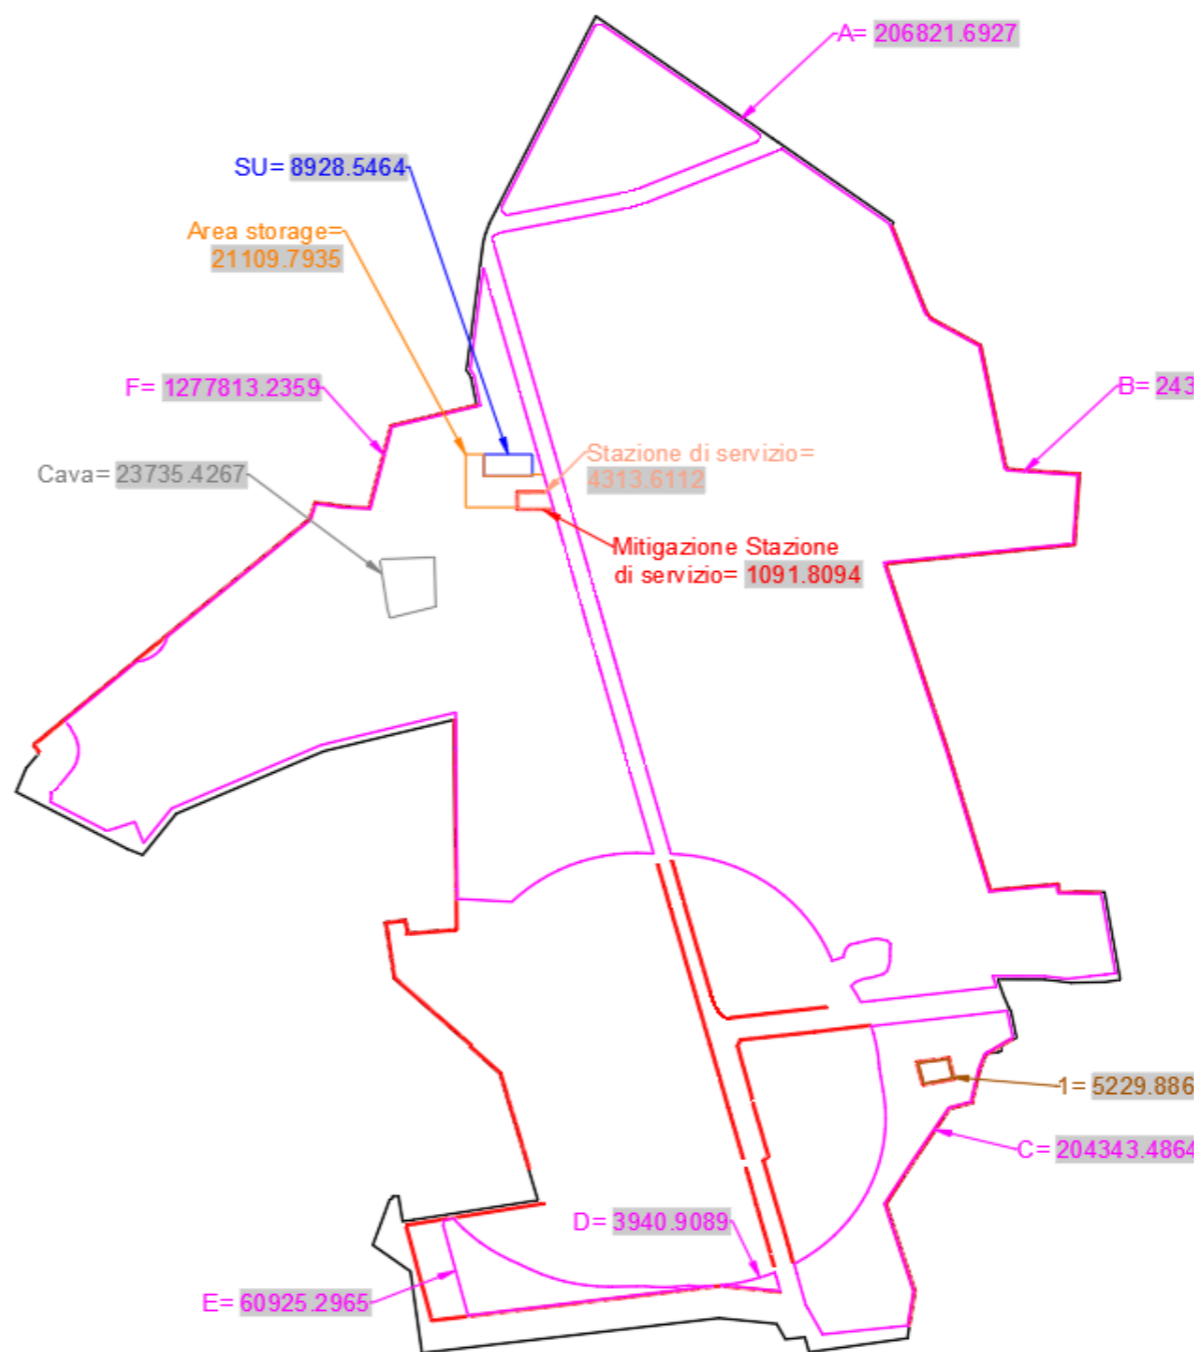 A= 206821.6927
SU= 8928.5464
Area storage=
21109.7935
F= 1277813.2359
B= 243
Cava= 23735.4267
Stazione di servizio=
4313.6112
Mitigazione Stazione
di servizio= 1091.8094
1= 5229.886
C= 204343.4864
D= 3940.9089
E= 60925.2965